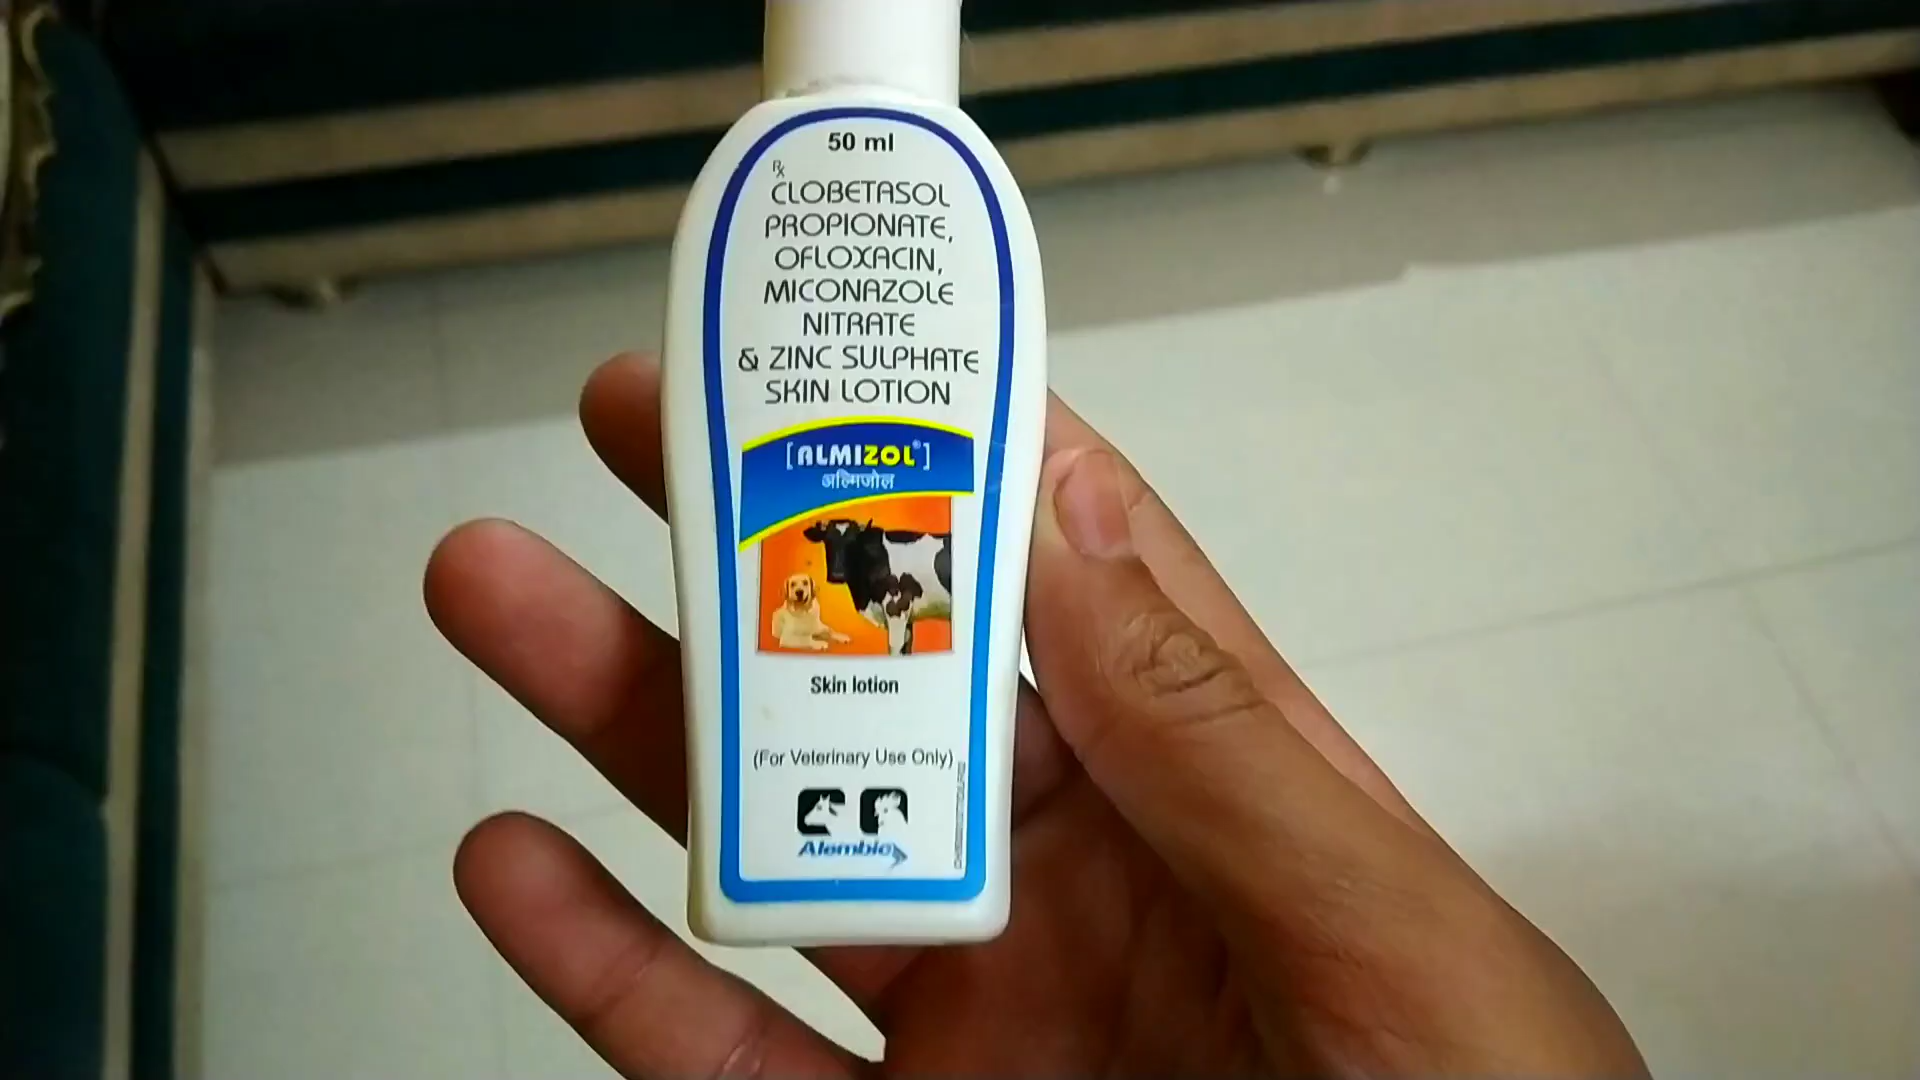 50 ml
Rx
CLOBETASOL
PROPIONATE,
OFLOXACIN,
MICONAZOLE
NITRATE
& ZINC SULPHATE
SKIN LOTION
[ALMIZOL®]
अल्मिजोल
Skin lotion
(For Veterinary Use Only)
Alembic